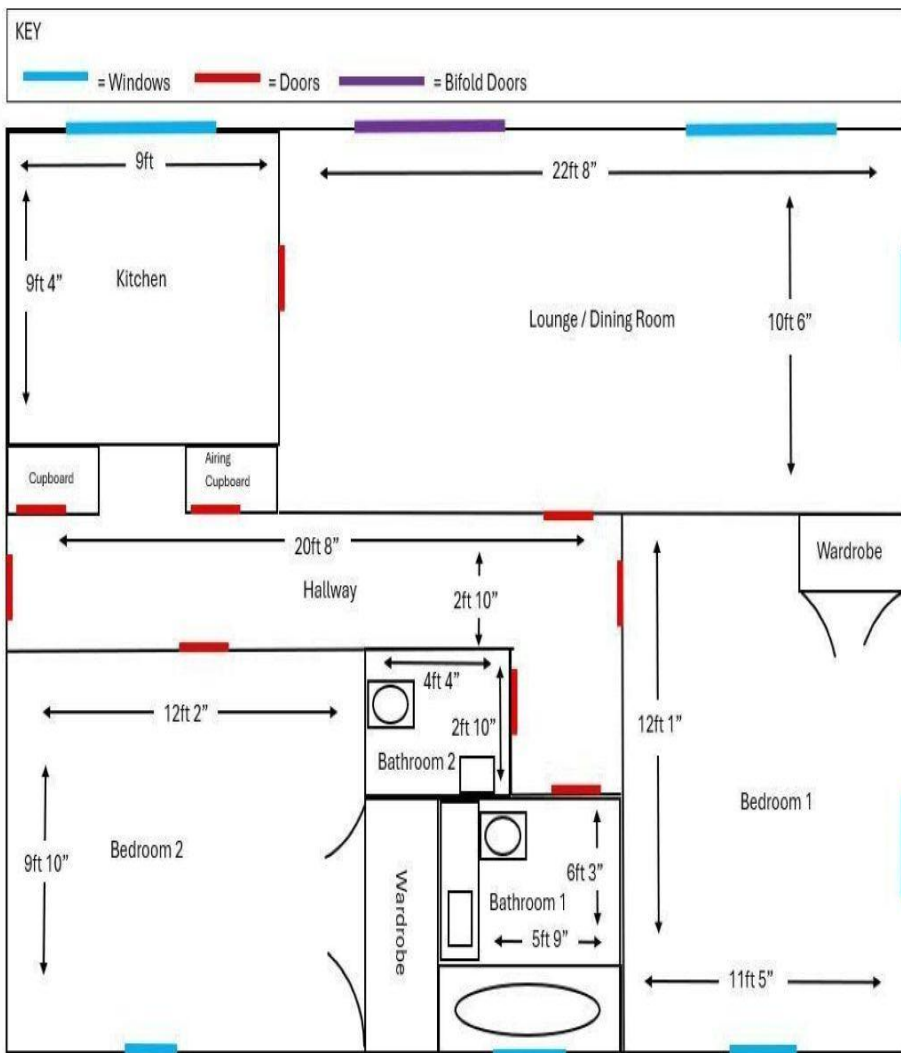 KEY
= Windows = Doors = Bifold Doors
9ft
22ft 8”
9ft 4”
Kitchen
Lounge / Dining Room
10ft 6”
Cupboard
Airing
Cupboard
20ft 8”
Hallway
2ft 10”
Wardrobe
12ft 2”
4ft 4”
2ft 10”
Bathroom 2
12ft 1”
Bedroom 1
Bedroom 2
9ft 10”
Wardrobe
6ft 3”
Bathroom 1
5ft 9”
11ft 5”